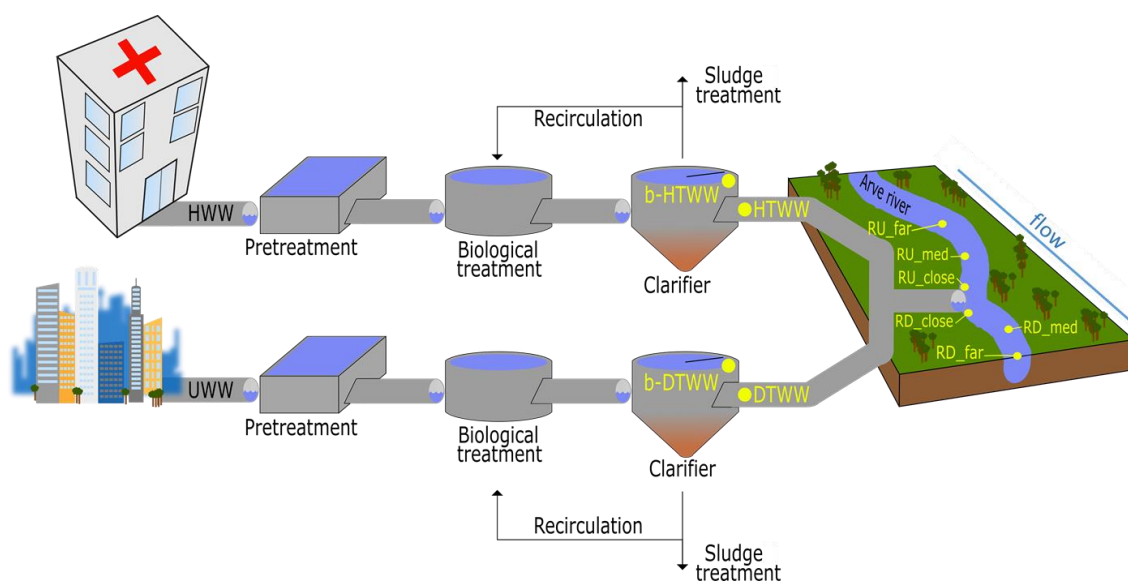 Sludge
treatment
Recirculation
b-HTWW
HWW
HTWW
Pretreatment
Biological
treatment
Clarifier
Arve river
flow
RU_far
RU_med
RU_close
RD_close
RD_med
RD_far
b-DTWW
UWW
DTWW
Pretreatment
Biological
treatment
Clarifier
Recirculation
Sludge
treatment